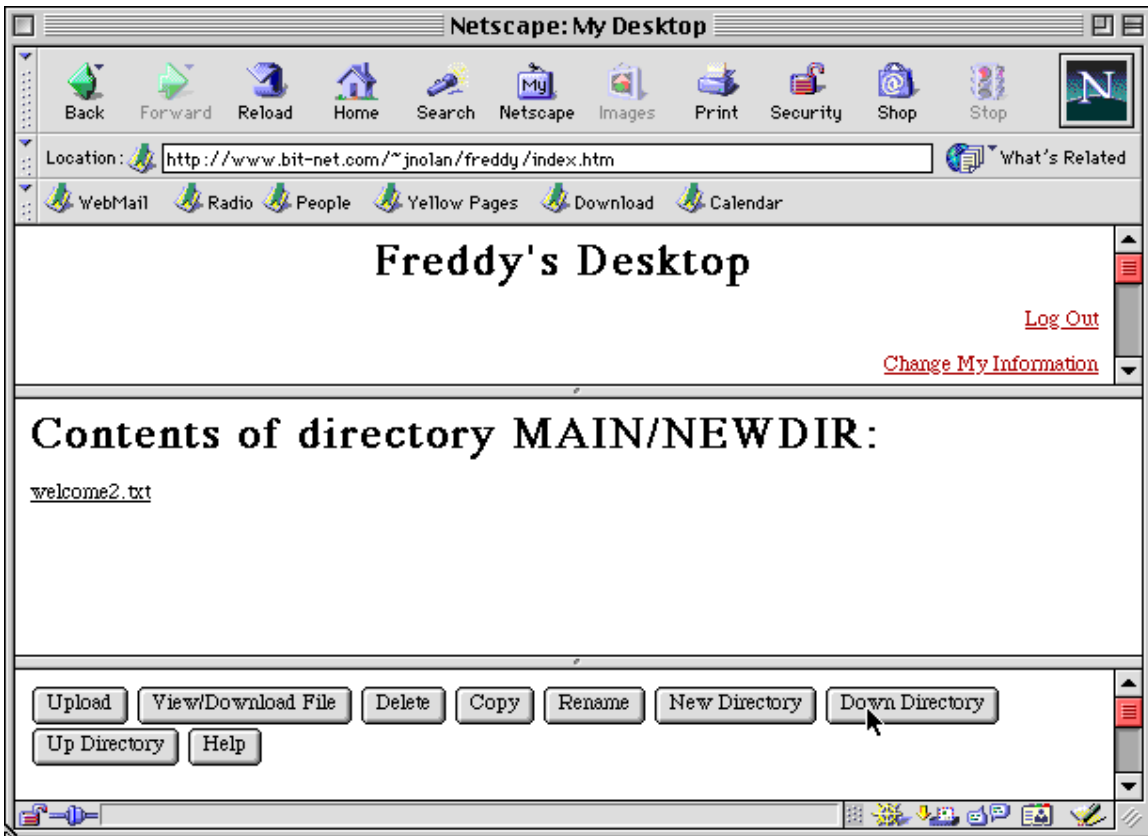 Netscape: My Desktop
Back Forward Reload Home Search My Netscape Images Print Security Shop Stop N
Location: http://www.bit-net.com/~jnolan/freddy/index.htm What's Related
WebMail Radio People Yellow Pages Download Calendar
Freddy's Desktop
Log Out
Change My Information
Contents of directory MAIN/NEWDIR:
welcome2.txt
Upload View/Download File Delete Copy Rename New Directory Down Directory
Up Directory Help